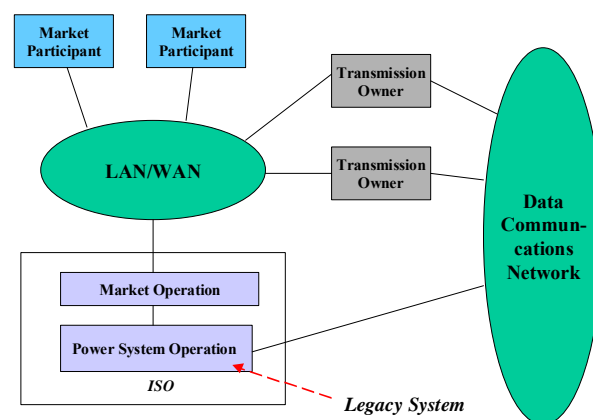 Market
Participant
Market
Participant
Transmission
Owner
LAN/WAN
Transmission
Owner
Data
Commun-
cations
Network
Market Operation
Power System Operation
ISO
Legacy System